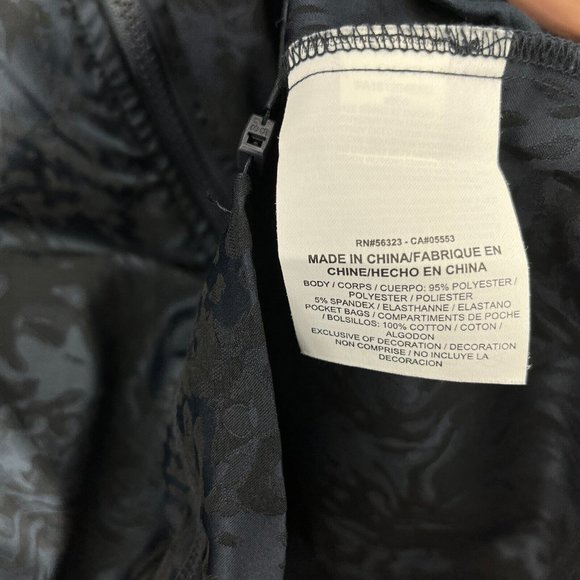 RN#56323 - CA#05553
MADE IN CHINA/FABRIQUE EN
CHINE/HECHO EN CHINA
BODY / CORPS / CUERPO: 95% POLYESTER /
POLYESTER / POLIESTER
5% SPANDEX / ELASTHANNE / ELASTANO
POCKET BAGS / COMPARTIMENTS DE POCHE
/ BOLSILLOS: 100% COTTON / COTON /
ALGODON
EXCLUSIVE OF DECORATION / DECORATION
NON COMPRISE / NO INCLUYE LA
DECORACION